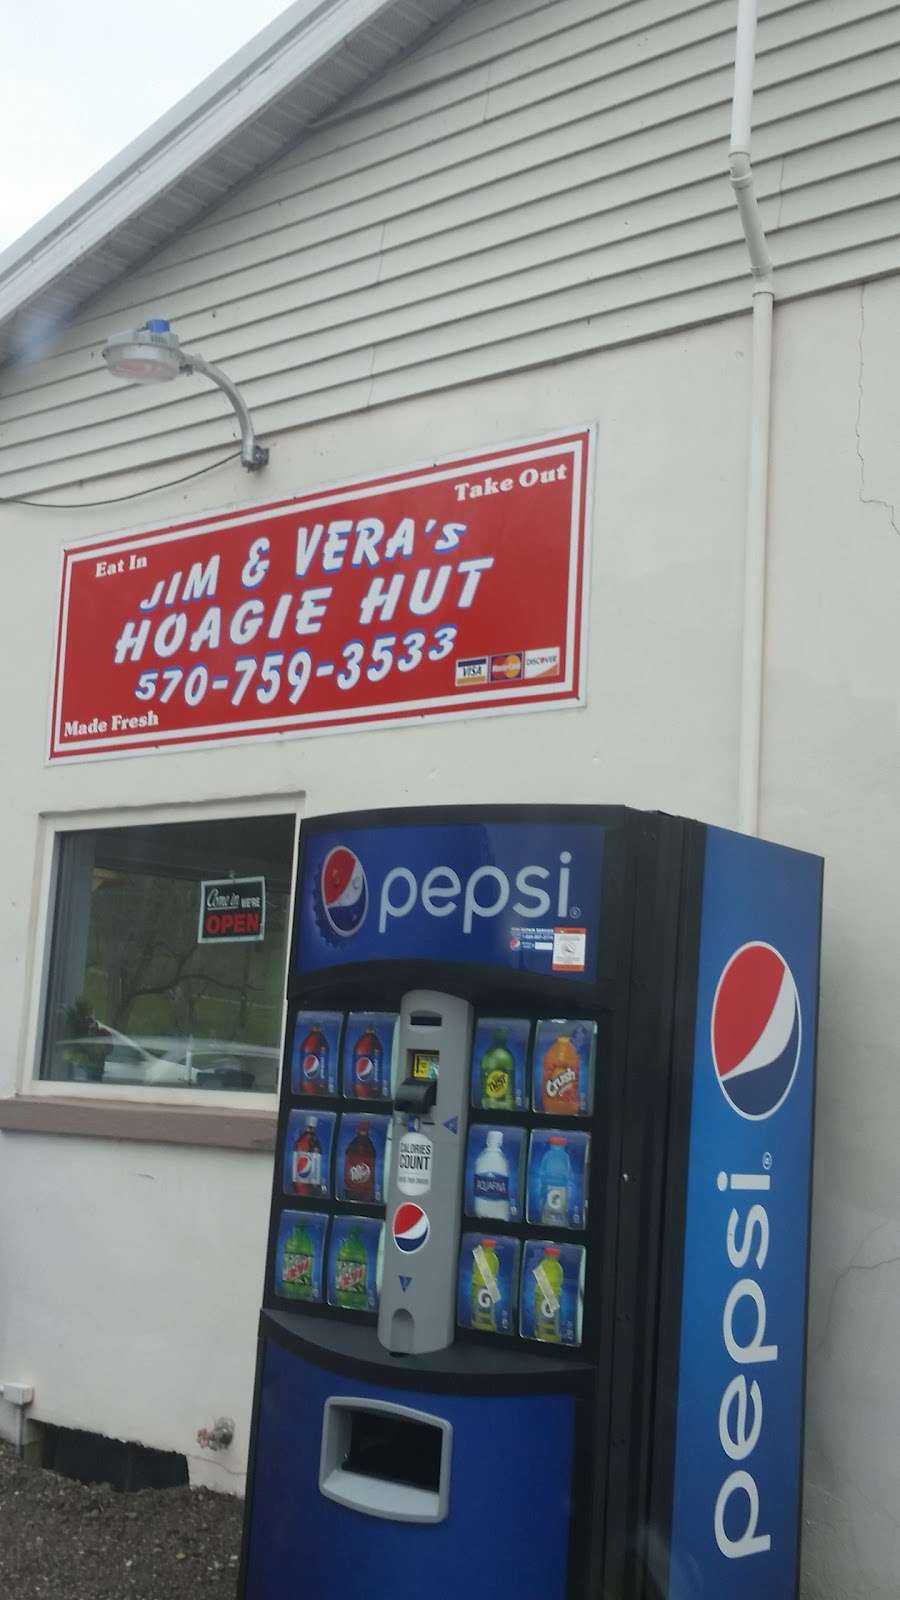 Take Out
Eat In
JIM & VERA's
HOAGIE HUT
570-759-3533
VISA
MasterCard
DISCOVER
Made Fresh
Come in WE'RE
OPEN
pepsi
CALORIES
COUNT
Crush
AQUAFINA
G
G
G
pepsi